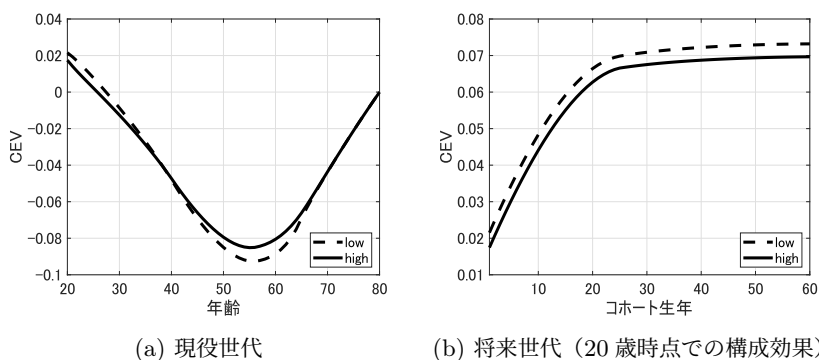 0.04
0.02
0
−0.02
−0.04
−0.06
−0.08
−0.1
CEV
20 30 40 50 60 70 80
年齢
low
high
(a) 現役世代
0.08
0.07
0.06
0.05
0.04
0.03
0.02
0.01
CEV
10 20 30 40 50 60
コホート生年
low
high
(b) 将来世代（20 歳時点での構成効果）